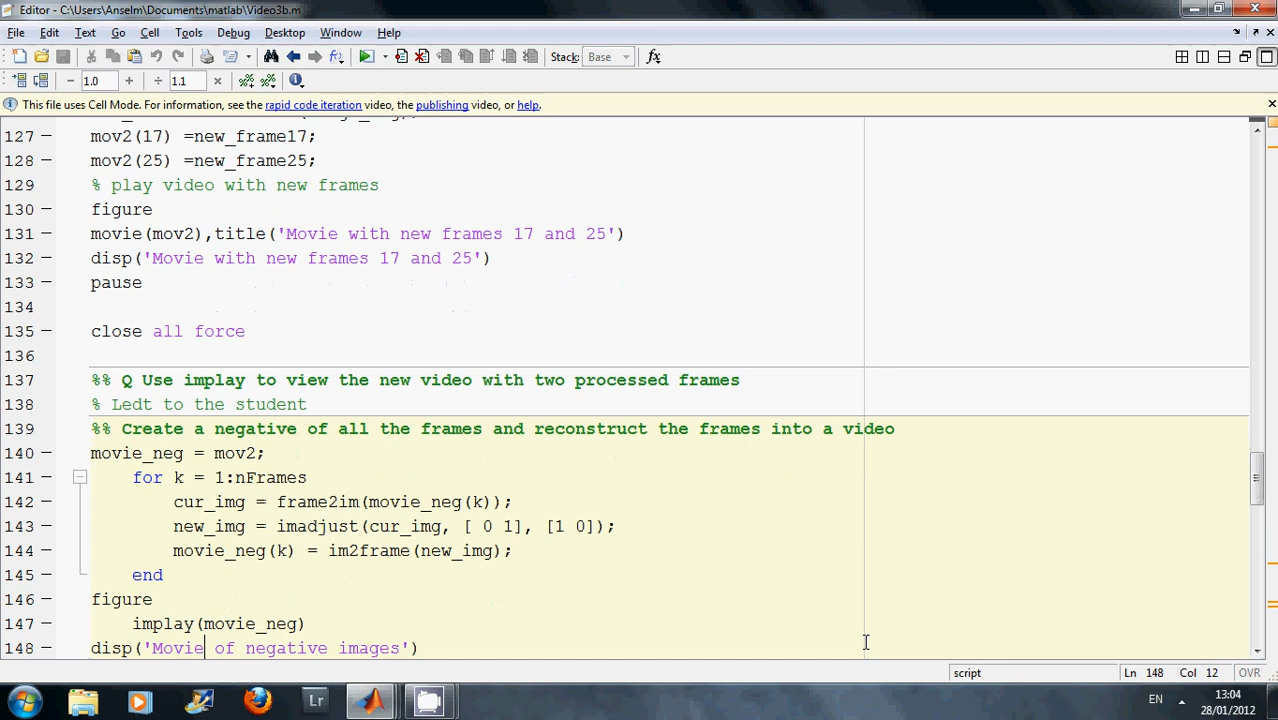 Editor - C:\Users\Anselm\Documents\matlab\Video3b.m
File Edit Text Go Cell Tools Debug Desktop Window Help
Stack: Base fx
− 1.0 + ÷ 1.1 ×
This file uses Cell Mode. For information, see the rapid code iteration video, the publishing video, or help.
127 − mov2(17) =new_frame17;
128 − mov2(25) =new_frame25;
129 % play video with new frames
130 − figure
131 − movie(mov2),title('Movie with new frames 17 and 25')
132 − disp('Movie with new frames 17 and 25')
133 − pause
134
135 − close all force
136
137 %% Q Use implay to view the new video with two processed frames
138 % Ledt to the student
139 %% Create a negative of all the frames and reconstruct the frames into a video
140 − movie_neg = mov2;
141 − for k = 1:nFrames
142 − cur_img = frame2im(movie_neg(k));
143 − new_img = imadjust(cur_img, [ 0 1], [1 0]);
144 − movie_neg(k) = im2frame(new_img);
145 − end
146 − figure
147 − implay(movie_neg)
148 − disp('Movie of negative images')
script Ln 148 Col 12 OVR
Lr EN 13:04
28/01/2012